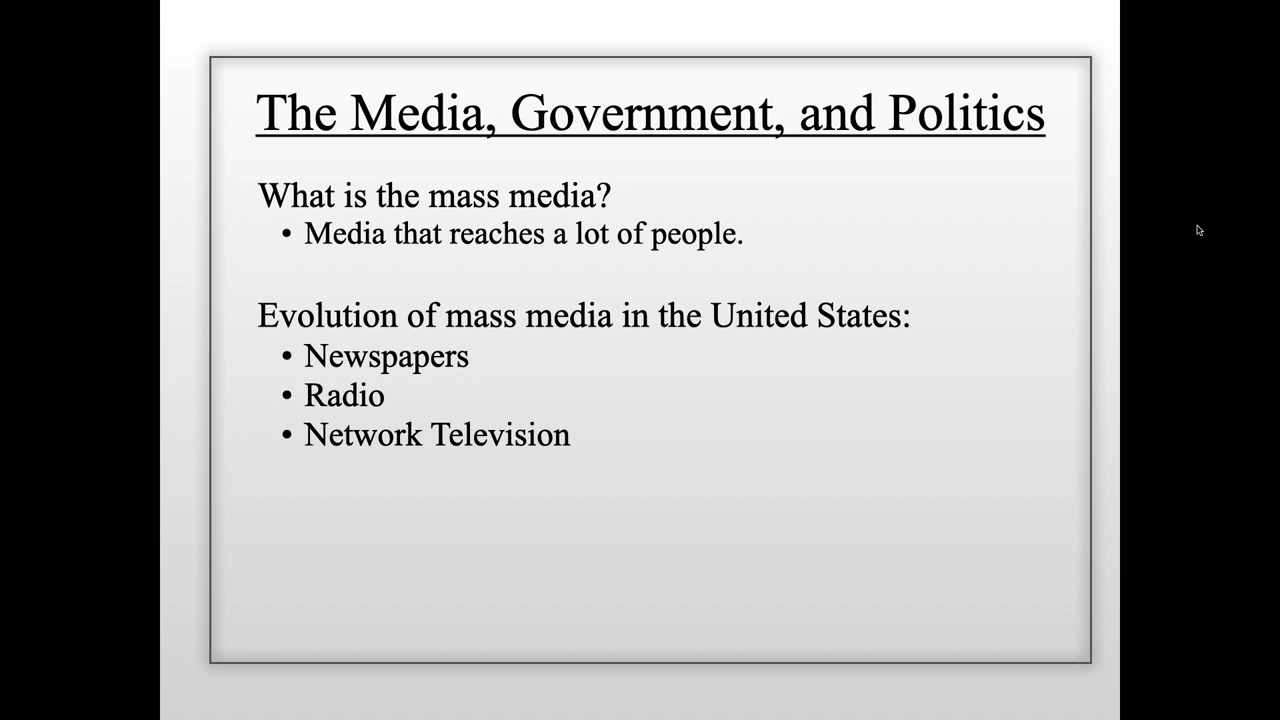 The Media, Government, and Politics
What is the mass media?
• Media that reaches a lot of people.
Evolution of mass media in the United States:
• Newspapers
• Radio
• Network Television